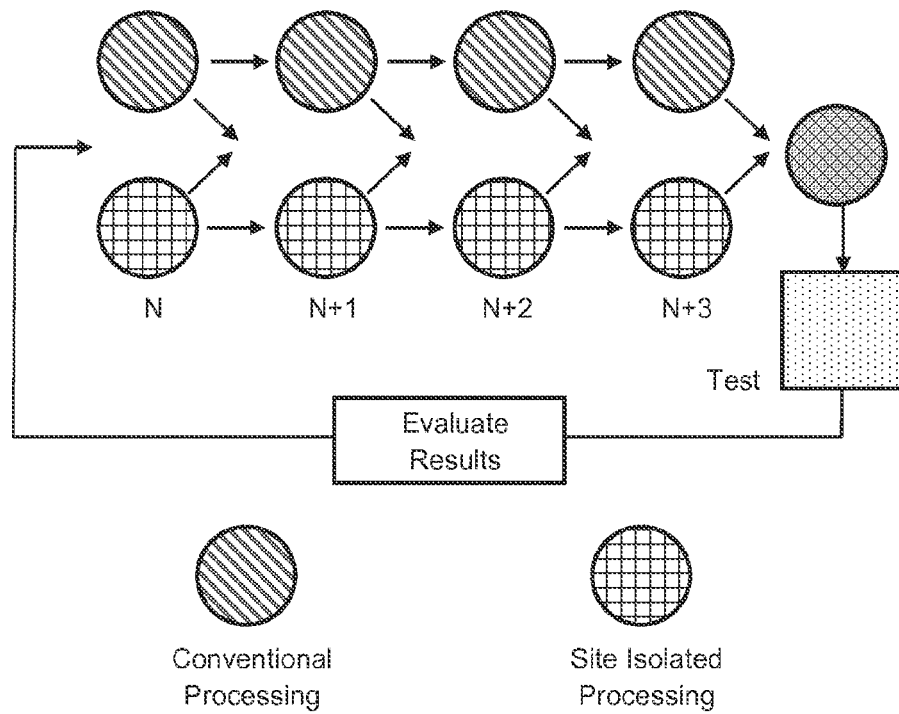 N
N+1
N+2
N+3
Test
Evaluate
Results
Conventional
Processing
Site Isolated
Processing